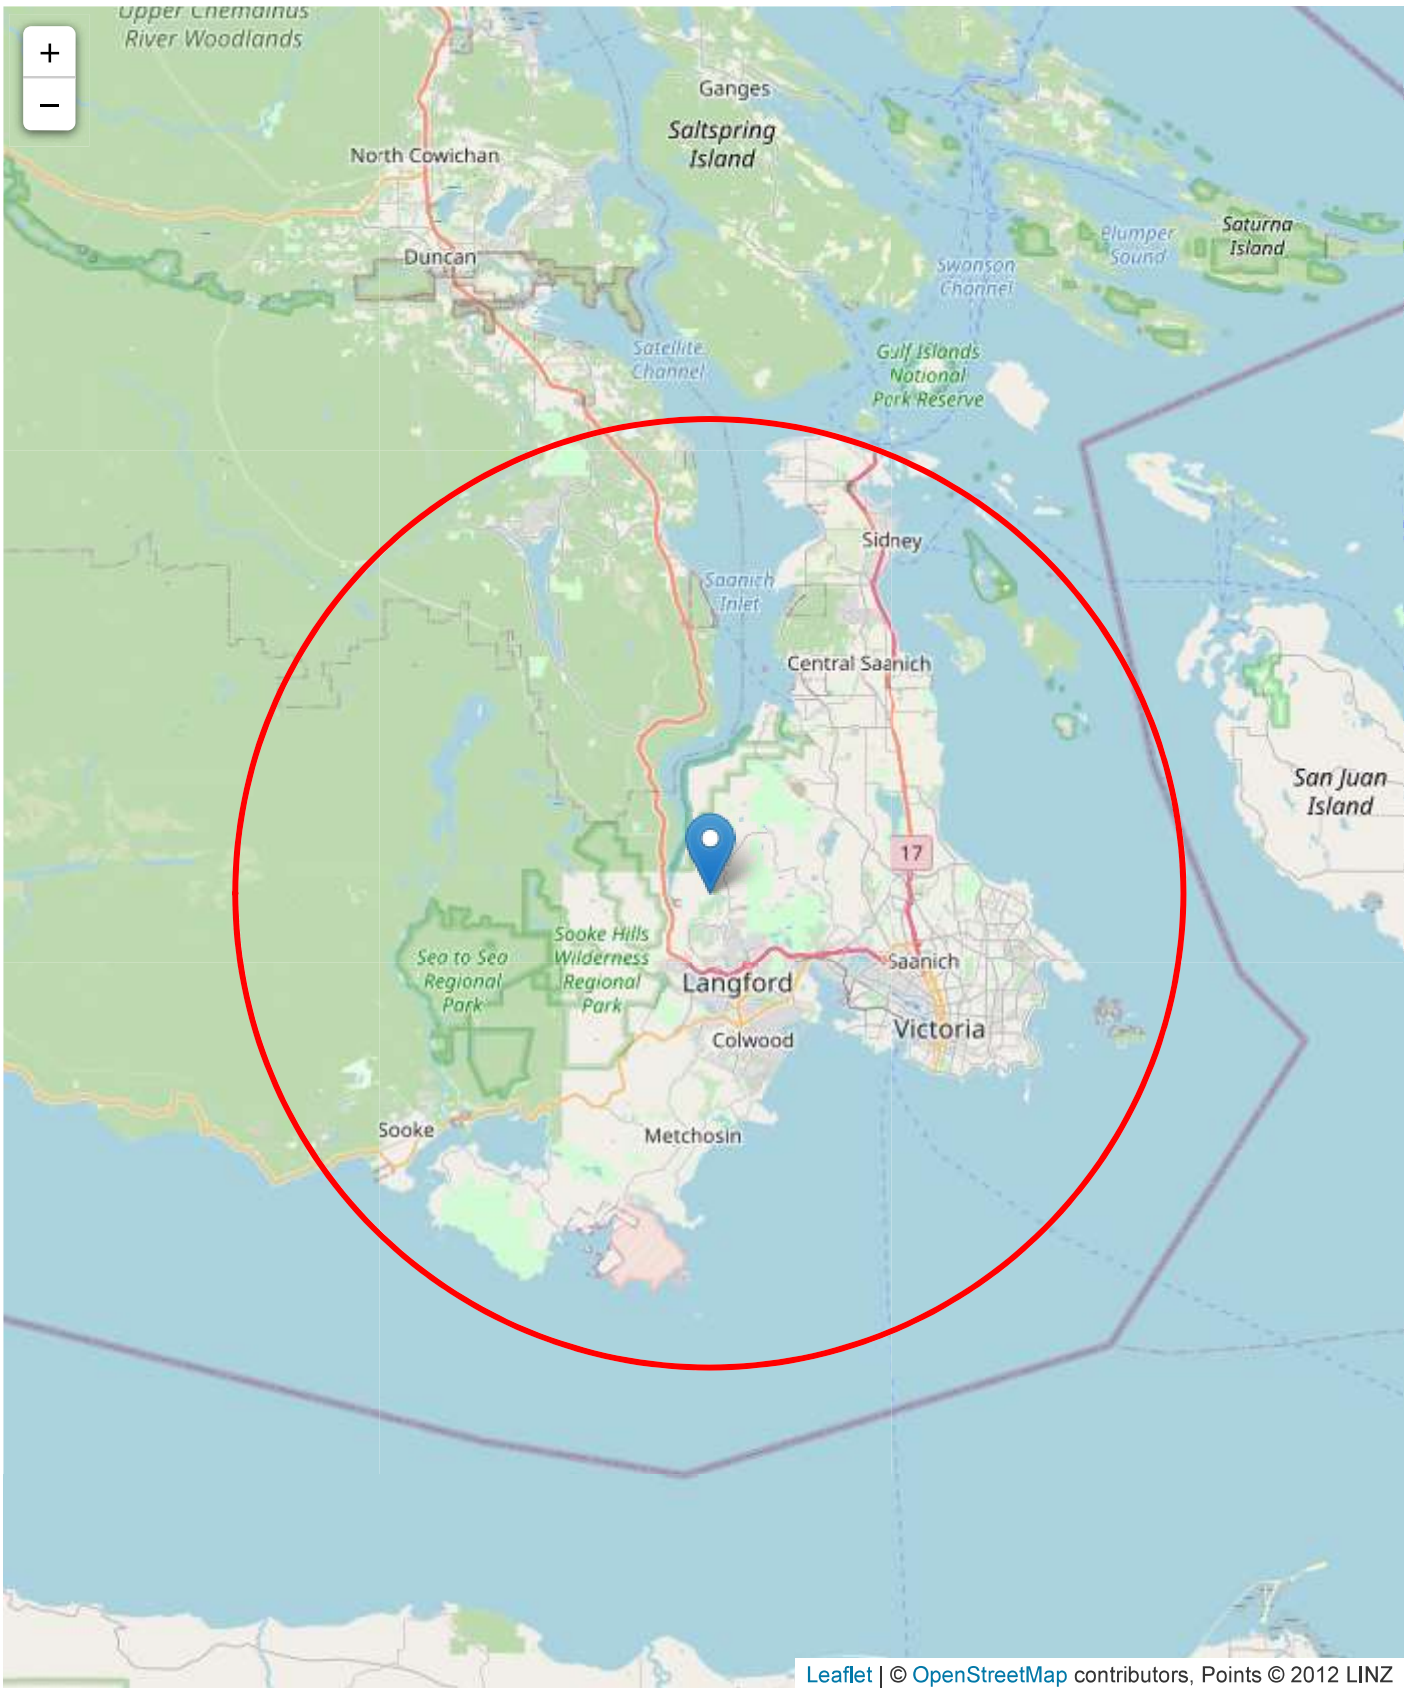 Upper Chemainus
River Woodlands
+
−
Ganges
Saltspring
Island
North Cowichan
Duncan
Plumper
Sound
Saturna
Island
Swanson
Channel
Satellite
Channel
Gulf Islands
National
Park Reserve
Sidney
Saanich
Inlet
Central Saanich
San Juan
Island
17
Sea to Sea
Regional
Park
Sooke Hills
Wilderness
Regional
Park
Saanich
Langford
Victoria
Colwood
Sooke
Metchosin
Leaflet | © OpenStreetMap contributors, Points © 2012 LINZ